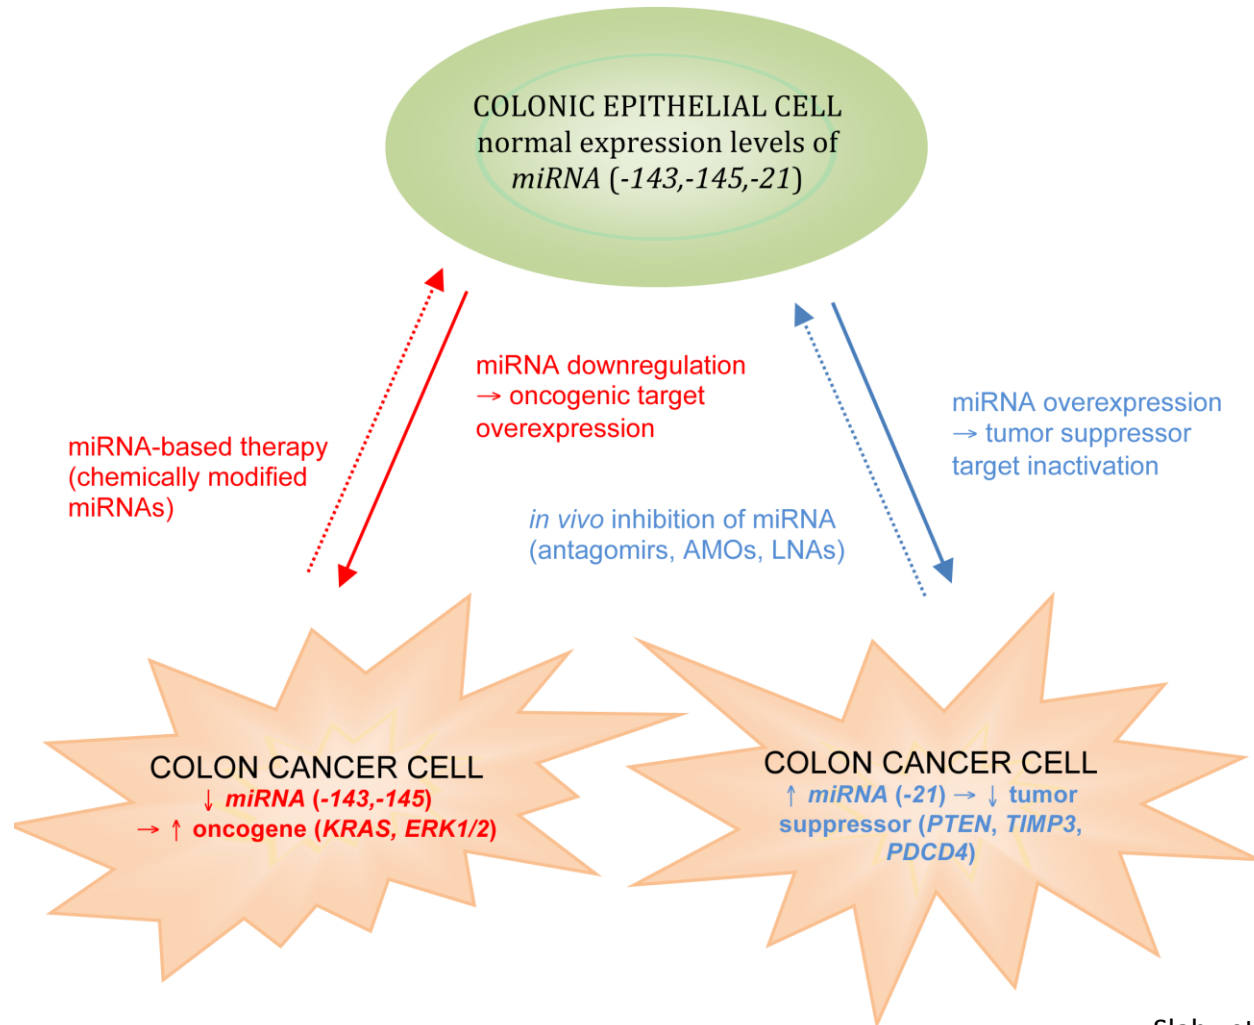 COLONIC EPITHELIAL CELL
normal expression levels of
miRNA (-143,-145,-21)
miRNA downregulation
→ oncogenic target
overexpression
miRNA overexpression
→ tumor suppressor
target inactivation
miRNA-based therapy
(chemically modified
miRNAs)
in vivo inhibition of miRNA
(antagomirs, AMOs, LNAs)
COLON CANCER CELL
↓ miRNA (-143,-145)
→ ↑ oncogene (KRAS, ERK1/2)
COLON CANCER CELL
↑ miRNA (-21) → ↓ tumor
suppressor (PTEN, TIMP3,
PDCD4)